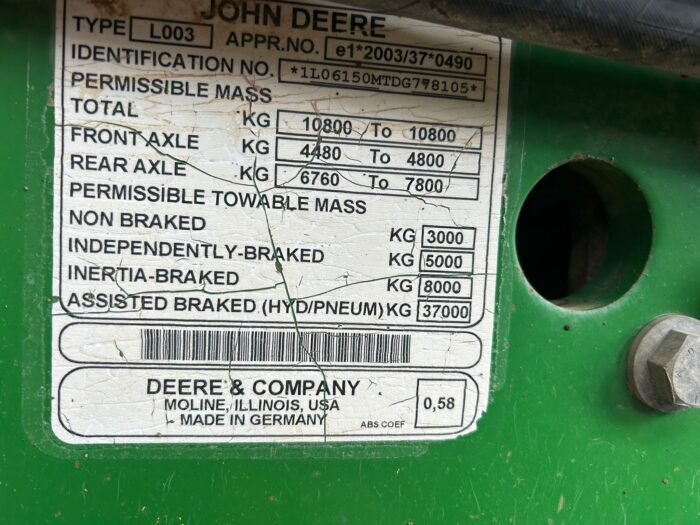 JOHN DEERE
TYPE L003 APPR.NO. e1*2003/37*0490
IDENTIFICATION NO. *1L06150MTDG778105*
PERMISSIBLE MASS
TOTAL KG 10800 To 10800
FRONT AXLE KG 4480 To 4800
REAR AXLE KG 6760 To 7800
PERMISSIBLE TOWABLE MASS
NON BRAKED KG 3000
INDEPENDENTLY-BRAKED KG 5000
INERTIA-BRAKED KG 8000
ASSISTED BRAKED (HYD/PNEUM) KG 37000
DEERE & COMPANY
MOLINE, ILLINOIS, USA
MADE IN GERMANY
ABS COEF 0,58